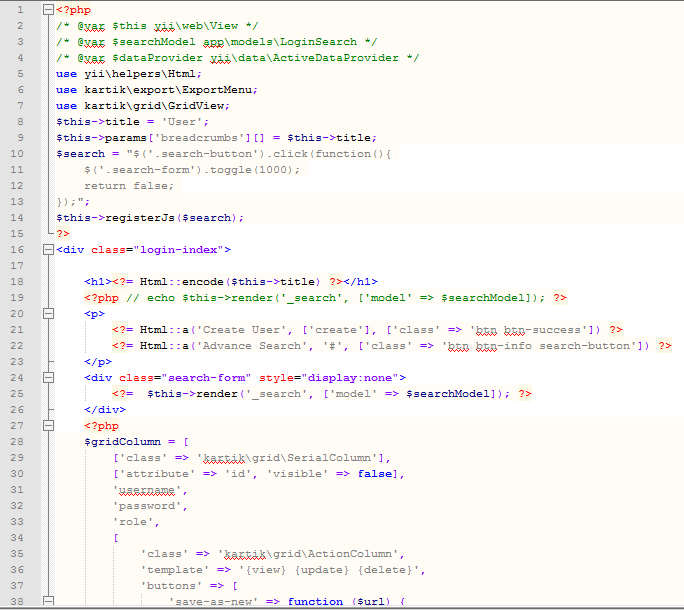 1 <?php
2 /* @var $this yii\web\View */
3 /* @var $searchModel app\models\LoginSearch */
4 /* @var $dataProvider yii\data\ActiveDataProvider */
5 use yii\helpers\Html;
6 use kartik\export\ExportMenu;
7 use kartik\grid\GridView;
8 $this->title = 'User';
9 $this->params['breadcrumbs'][] = $this->title;
10 $search = "$('.search-button').click(function(){
11     $('.search-form').toggle(1000);
12     return false;
13 });";
14 $this->registerJs($search);
15 ?>
16 <div class="login-index">
17
18     <h1><?= Html::encode($this->title) ?></h1>
19     <?php // echo $this->render('_search', ['model' => $searchModel]); ?>
20     <p>
21         <?= Html::a('Create User', ['create'], ['class' => 'btn btn-success']) ?>
22         <?= Html::a('Advance Search', '#', ['class' => 'btn btn-info search-button']) ?>
23     </p>
24     <div class="search-form" style="display:none">
25         <?=  $this->render('_search', ['model' => $searchModel]); ?>
26     </div>
27     <?php
28     $gridColumn = [
29         ['class' => 'kartik\grid\SerialColumn'],
30         ['attribute' => 'id', 'visible' => false],
31         'username',
32         'password',
33         'role',
34         [
35             'class' => 'kartik\grid\ActionColumn',
36             'template' => '{view} {update} {delete}',
37             'buttons' => [
38                 'save-as-new' => function ($url) {